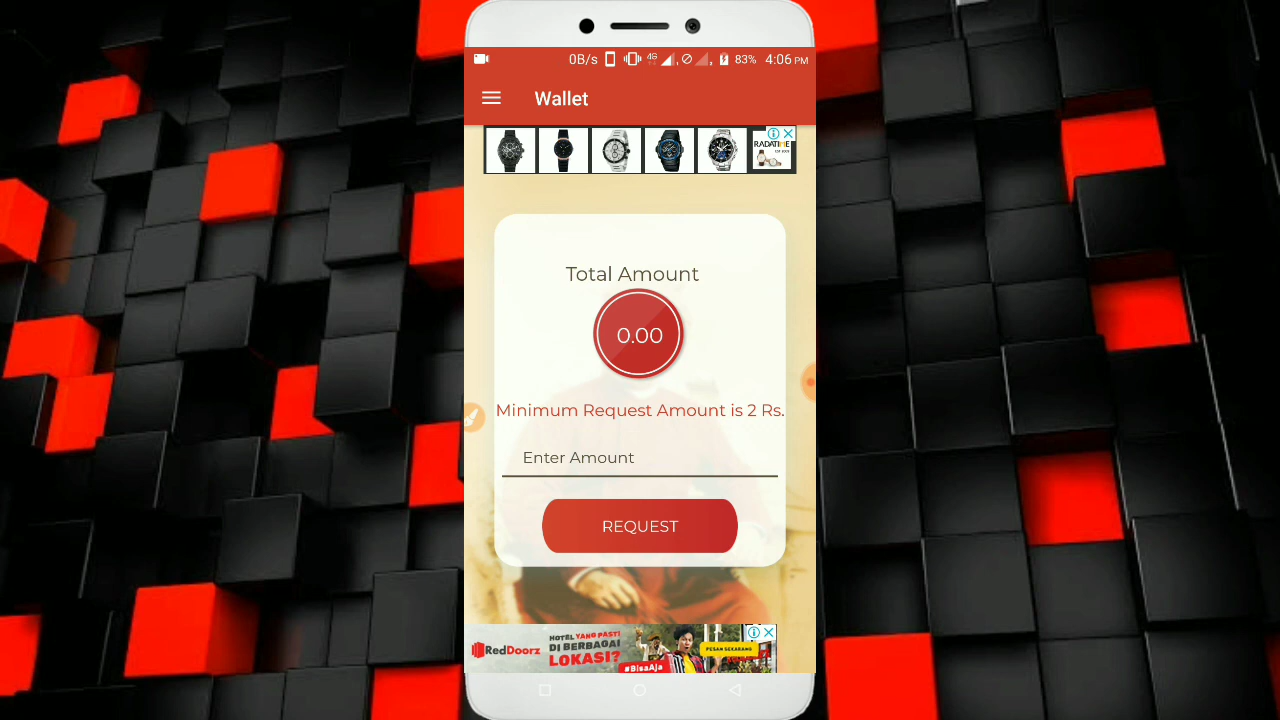 0B/s 4G 83% 4:06 PM
Wallet
RADATIME
Total Amount
0.00
Minimum Request Amount is 2 Rs.
Enter Amount
REQUEST
RedDoorz
HOTEL YANG PASTI
DI BERBAGAI
LOKASI?
#BisaAja
PESAN SEKARANG